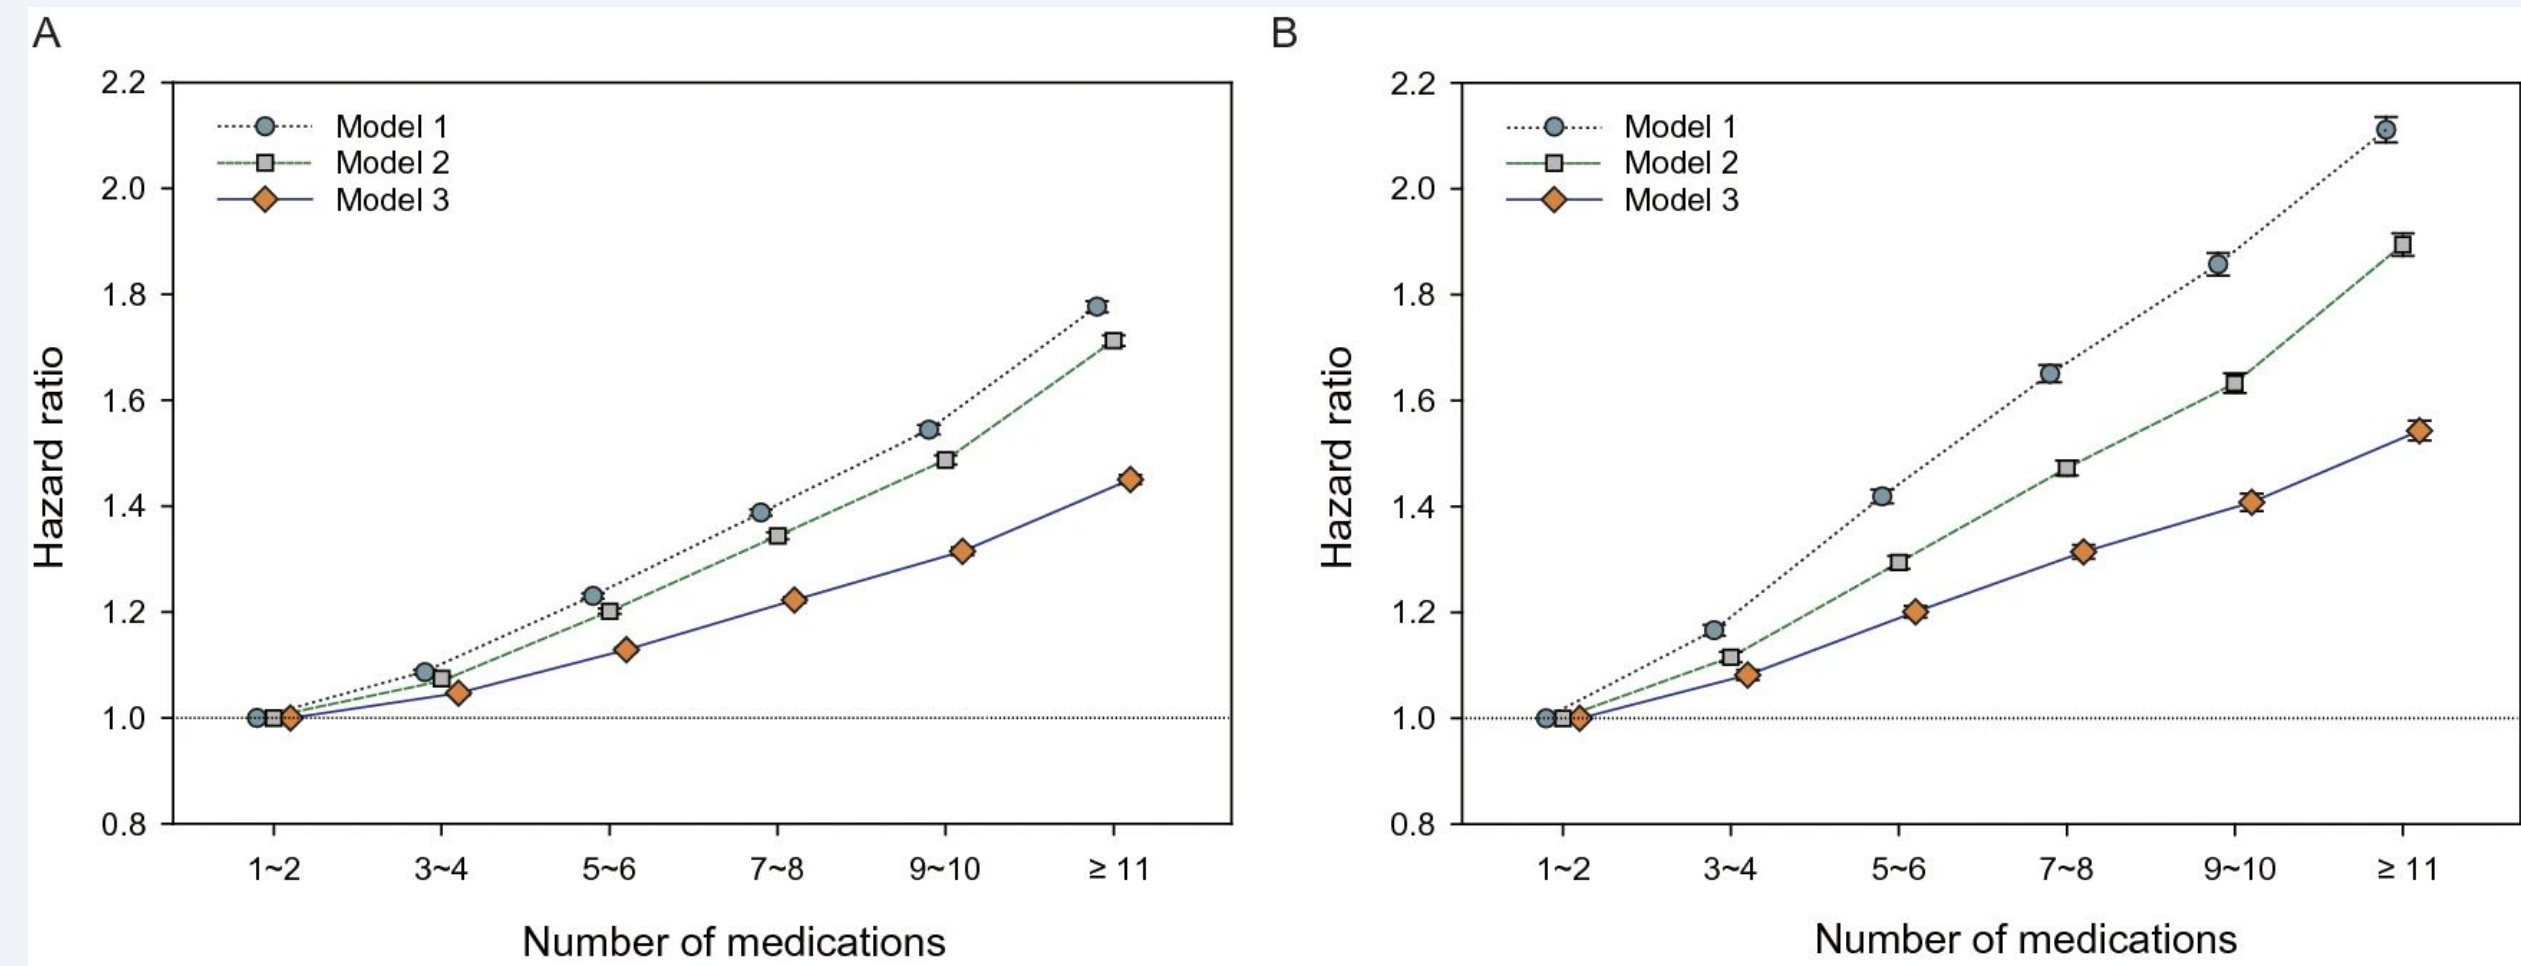 A
Hazard ratio
2.2
2.0
1.8
1.6
1.4
1.2
1.0
0.8
Model 1
Model 2
Model 3
1~2 3~4 5~6 7~8 9~10 ≥ 11
Number of medications
B
Hazard ratio
2.2
2.0
1.8
1.6
1.4
1.2
1.0
0.8
Model 1
Model 2
Model 3
1~2 3~4 5~6 7~8 9~10 ≥ 11
Number of medications